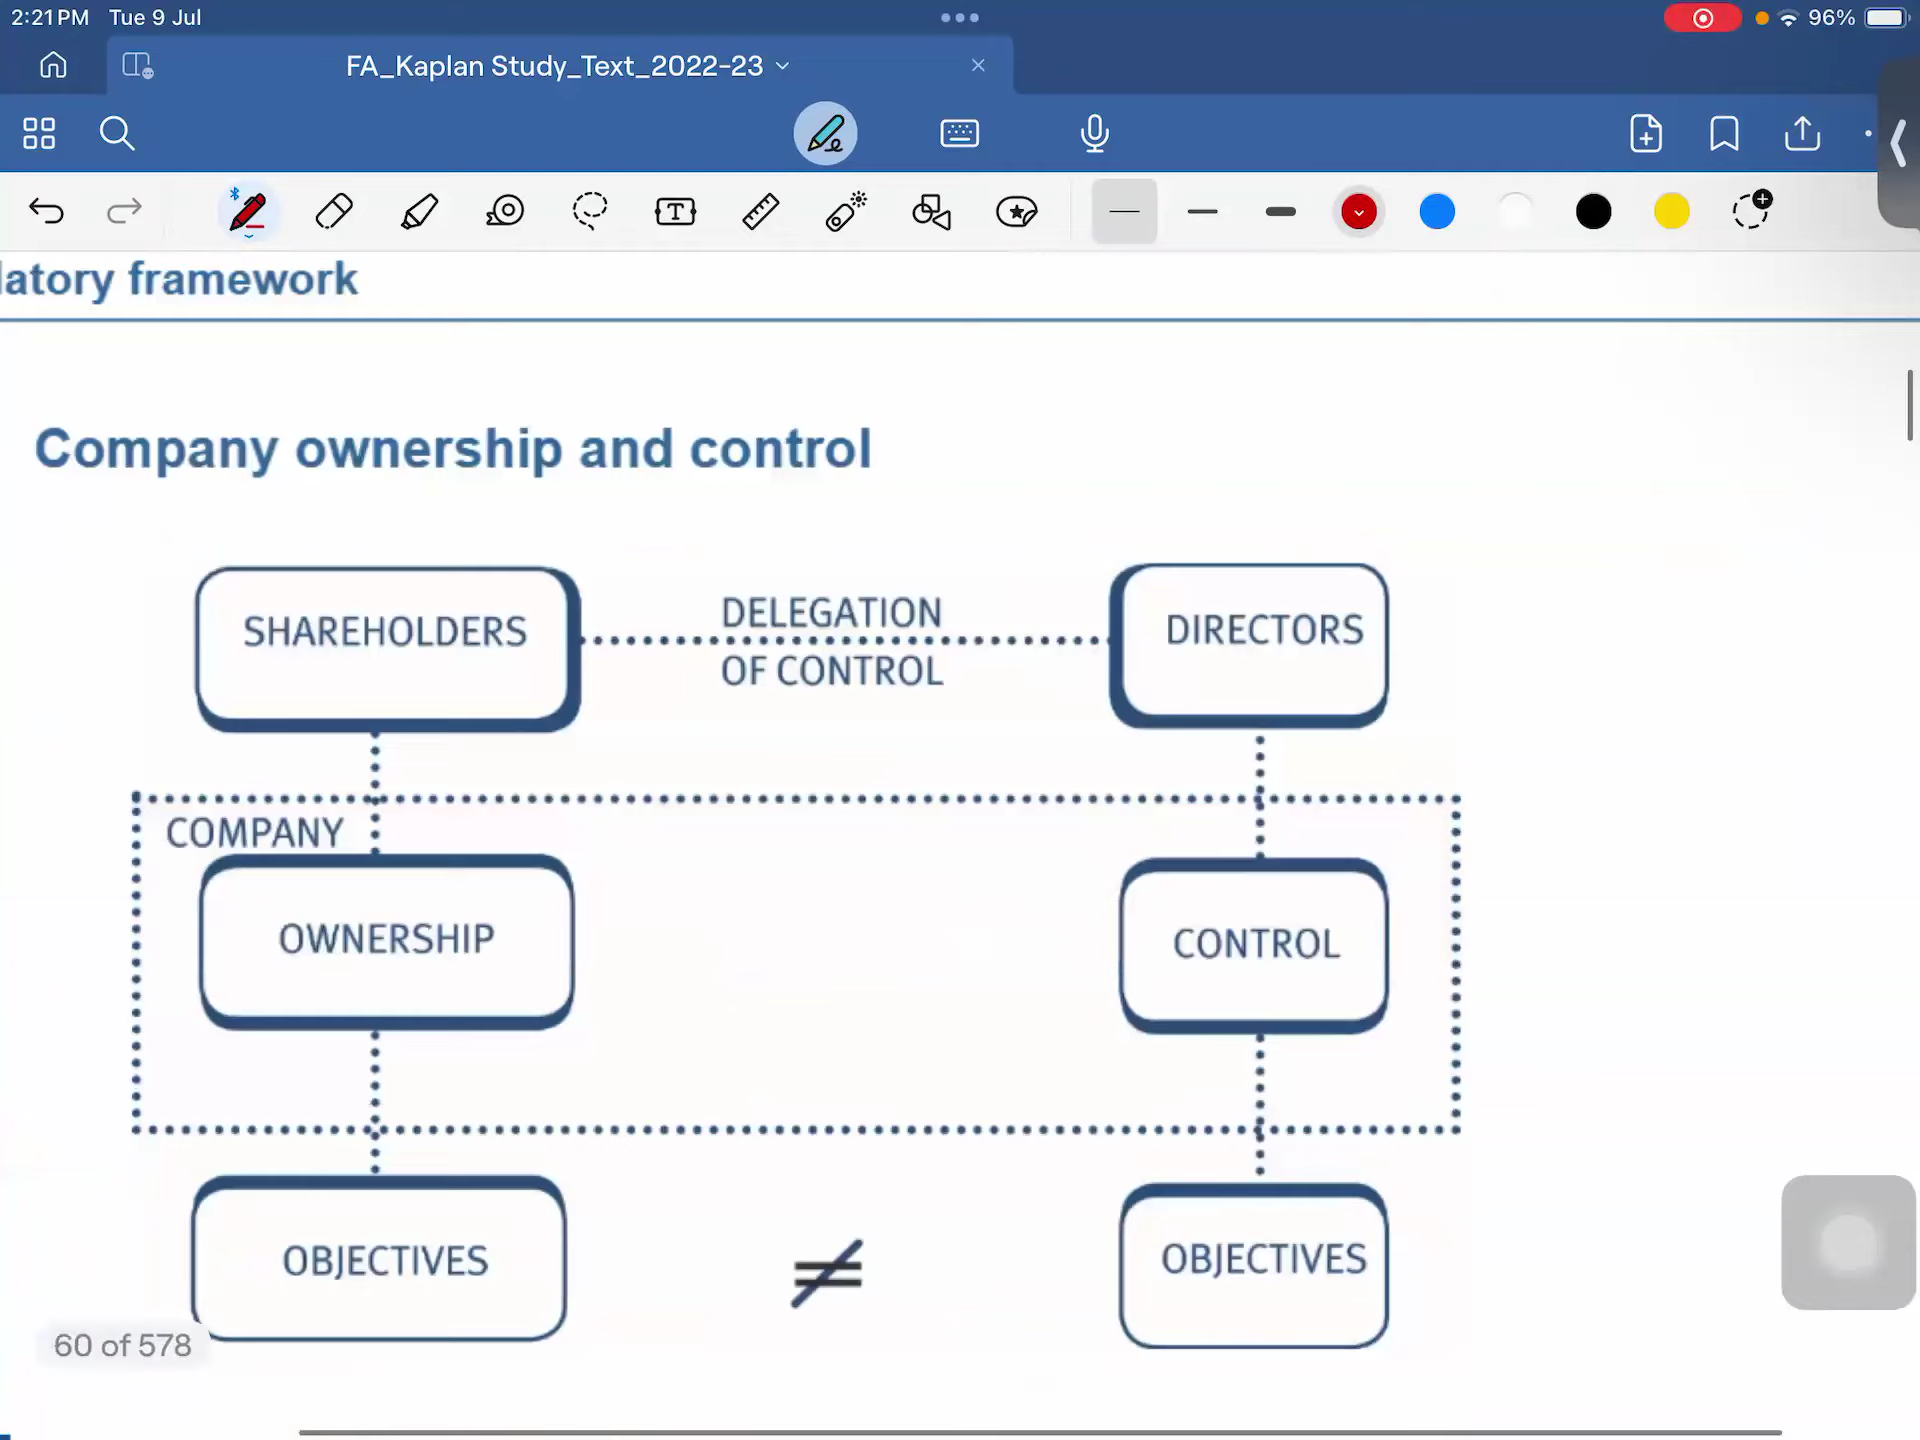 2:21 PM Tue 9 Jul
96%
FA_Kaplan Study_Text_2022-23
latory framework
Company ownership and control
SHAREHOLDERS
DELEGATION
OF CONTROL
DIRECTORS
COMPANY
OWNERSHIP
CONTROL
OBJECTIVES
≠
OBJECTIVES
60 of 578